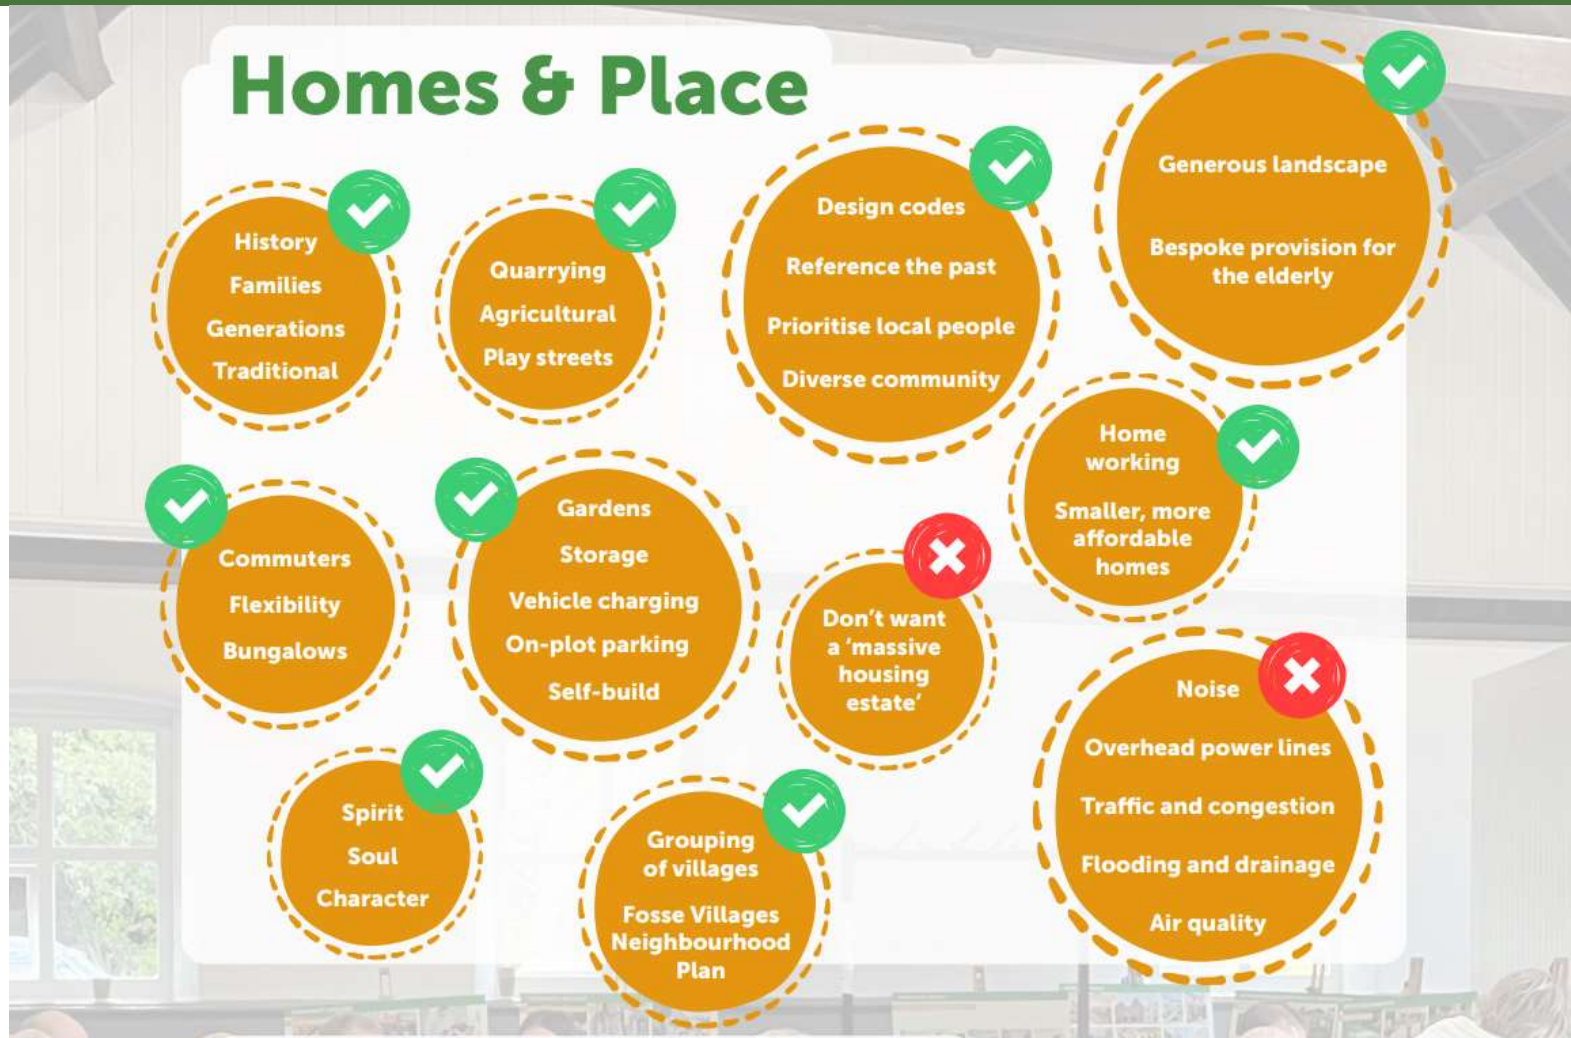 Homes & Place
History
Families
Generations
Traditional
Quarrying
Agricultural
Play streets
Design codes
Reference the past
Prioritise local people
Diverse community
Generous landscape
Bespoke provision for
the elderly
Home
working
Smaller, more
affordable
homes
Commuters
Flexibility
Bungalows
Gardens
Storage
Vehicle charging
On-plot parking
Self-build
Don’t want
a ‘massive
housing
estate’
Noise
Overhead power lines
Traffic and congestion
Flooding and drainage
Air quality
Spirit
Soul
Character
Grouping
of villages
Fosse Villages
Neighbourhood
Plan